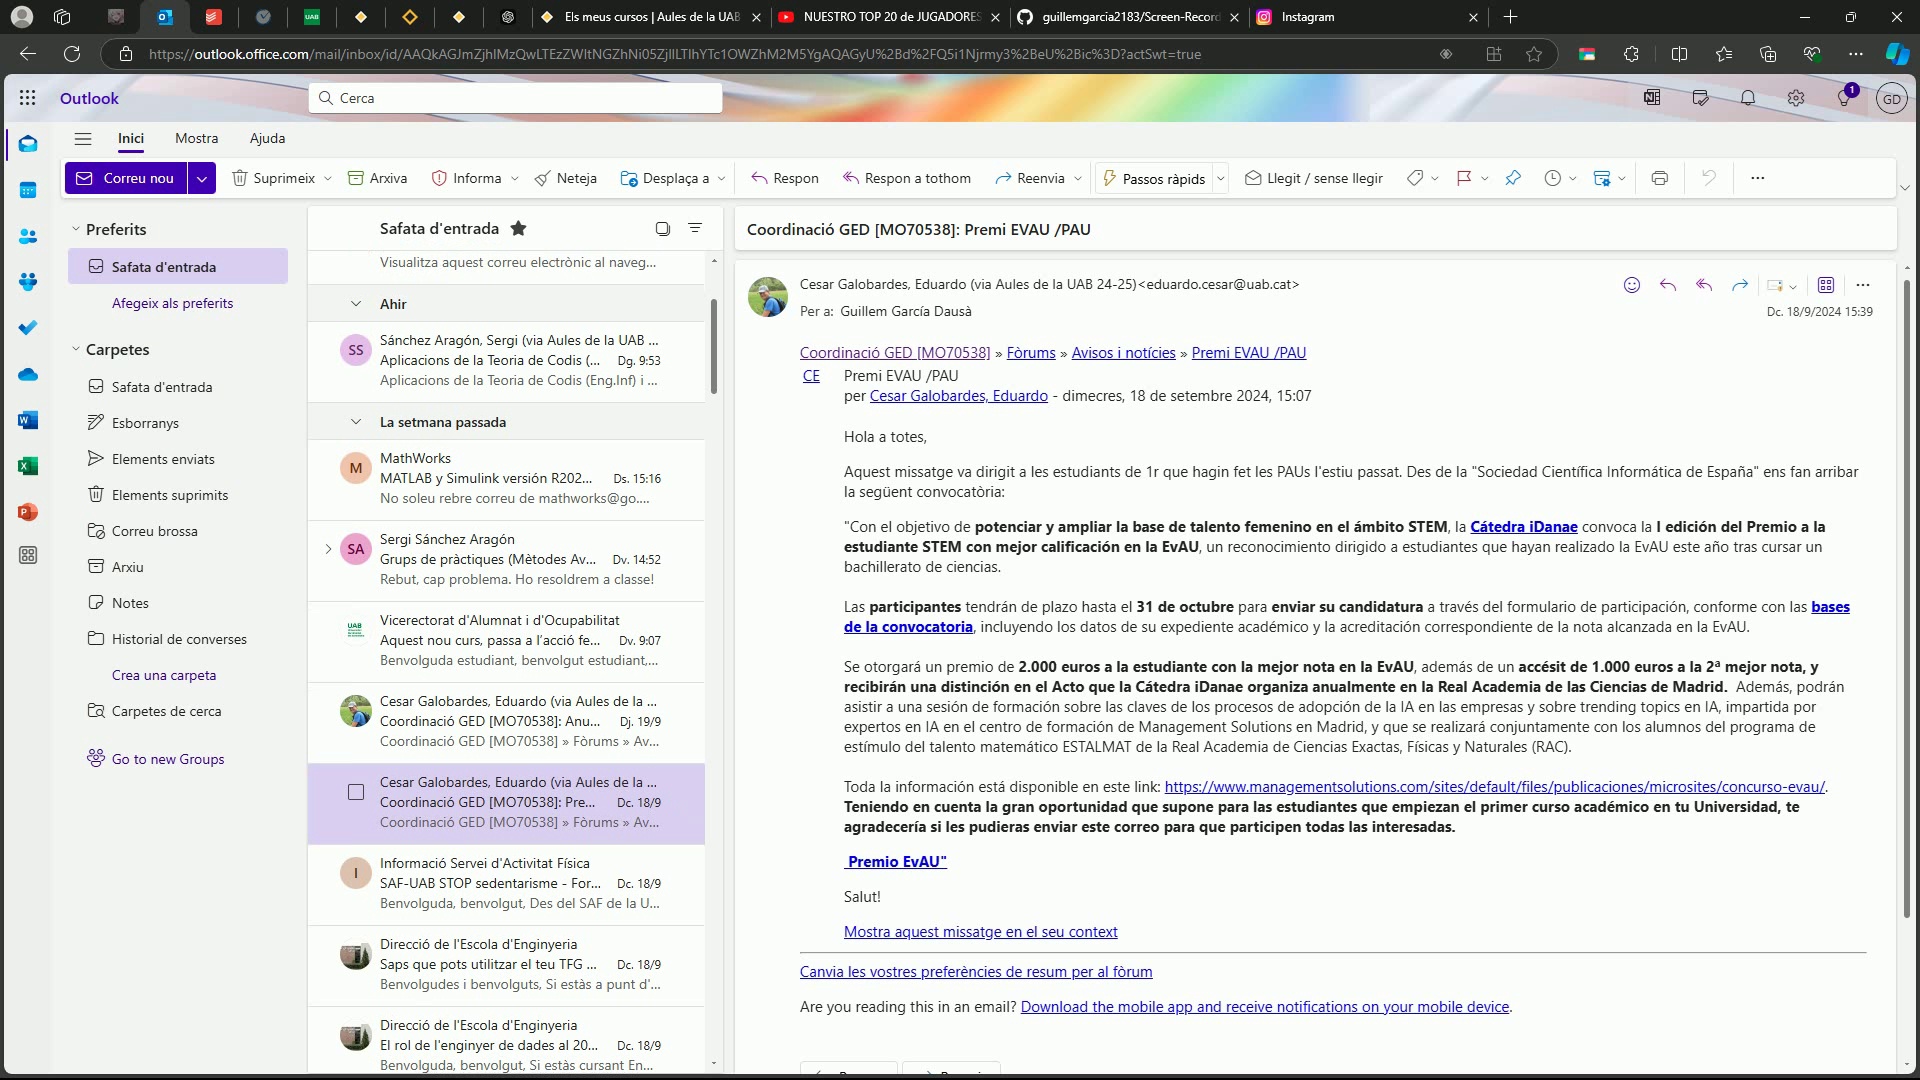 Els meus cursos | Aules de la UAB
NUESTRO TOP 20 de JUGADORES
guillemgarcia2183/Screen-Record
Instagram
https://outlook.office.com/mail/inbox/id/AAQkAGJmZjhlMzQwLTEzZWItNGZhNi05ZjllLTlhYTc1OWZhM2M5YgAQAGyU%2Bd%2FQ5i1Njrmy3%2BeU%2Bic%3D?actSwt=true
Outlook
Cerca
1
GD
Inici
Mostra
Ajuda
Correu nou
Suprimeix
Arxiva
Informa
Neteja
Desplaça a
Respon
Respon a tothom
Reenvia
Passos ràpids
Llegit / sense llegir
Preferits
Safata d'entrada
Afegeix als preferits
Carpetes
Safata d'entrada
Esborranys
Elements enviats
Elements suprimits
Correu brossa
Arxiu
Notes
Historial de converses
Crea una carpeta
Carpetes de cerca
Go to new Groups
Safata d'entrada
Visualitza aquest correu electrònic al naveg...
Ahir
SS
Sánchez Aragón, Sergi (via Aules de la UAB ...
Aplicacions de la Teoria de Codis (... Dg. 9:53
Aplicacions de la Teoria de Codis (Eng.Inf) i ...
La setmana passada
M
MathWorks
MATLAB y Simulink versión R202... Ds. 15:16
No soleu rebre correu de mathworks@go....
SA
Sergi Sánchez Aragón
Grups de pràctiques (Mètodes Av... Dv. 14:52
Rebut, cap problema. Ho resoldrem a classe!
UAB
Vicerectorat d'Alumnat i d'Ocupabilitat
Aquest nou curs, passa a l'acció fe... Dv. 9:07
Benvolguda estudiant, benvolgut estudiant,...
Cesar Galobardes, Eduardo (via Aules de la ...
Coordinació GED [MO70538]: Anu... Dj. 19/9
Coordinació GED [MO70538] » Fòrums » Av...
Cesar Galobardes, Eduardo (via Aules de la ...
Coordinació GED [MO70538]: Pre... Dc. 18/9
Coordinació GED [MO70538] » Fòrums » Av...
I
Informació Servei d'Activitat Física
SAF-UAB STOP sedentarisme - For... Dc. 18/9
Benvolguda, benvolgut, Des del SAF de la U...
Direcció de l'Escola d'Enginyeria
Saps que pots utilitzar el teu TFG ... Dc. 18/9
Benvolgudes i benvolguts, Si estàs a punt d'...
Direcció de l'Escola d'Enginyeria
El rol de l'enginyer de dades al 20... Dc. 18/9
Benvolguda, benvolgut, Si estàs cursant En...
Coordinació GED [MO70538]: Premi EVAU /PAU
Cesar Galobardes, Eduardo (via Aules de la UAB 24-25)<eduardo.cesar@uab.cat>
Per a: Guillem García Dausà
Dc. 18/9/2024 15:39
Coordinació GED [MO70538] » Fòrums » Avisos i notícies » Premi EVAU /PAU
CE
Premi EVAU /PAU
per Cesar Galobardes, Eduardo - dimecres, 18 de setembre 2024, 15:07
Hola a totes,
Aquest missatge va dirigit a les estudiants de 1r que hagin fet les PAUs l'estiu passat. Des de la "Sociedad Científica Informática de España" ens fan arribar
la següent convocatòria:
"Con el objetivo de potenciar y ampliar la base de talento femenino en el ámbito STEM, la Cátedra iDanae convoca la I edición del Premio a la
estudiante STEM con mejor calificación en la EvAU, un reconocimiento dirigido a estudiantes que hayan realizado la EvAU este año tras cursar un
bachillerato de ciencias.
Las participantes tendrán de plazo hasta el 31 de octubre para enviar su candidatura a través del formulario de participación, conforme con las bases
de la convocatoria, incluyendo los datos de su expediente académico y la acreditación correspondiente de la nota alcanzada en la EvAU.
Se otorgará un premio de 2.000 euros a la estudiante con la mejor nota en la EvAU, además de un accésit de 1.000 euros a la 2ª mejor nota, y
recibirán una distinción en el Acto que la Cátedra iDanae organiza anualmente en la Real Academia de las Ciencias de Madrid. Además, podrán
asistir a una sesión de formación sobre las claves de los procesos de adopción de la IA en las empresas y sobre trending topics en IA, impartida por
expertos en IA en el centro de formación de Management Solutions en Madrid, y que se realizará conjuntamente con los alumnos del programa de
estímulo del talento matemático ESTALMAT de la Real Academia de Ciencias Exactas, Físicas y Naturales (RAC).
Toda la información está disponible en este link: https://www.managementsolutions.com/sites/default/files/publicaciones/microsites/concurso-evau/.
Teniendo en cuenta la gran oportunidad que supone para las estudiantes que empiezan el primer curso académico en tu Universidad, te
agradecería si les pudieras enviar este correo para que participen todas las interesadas.
Premio EvAU"
Salut!
Mostra aquest missatge en el seu context
Canvia les vostres preferències de resum per al fòrum
Are you reading this in an email? Download the mobile app and receive notifications on your mobile device.